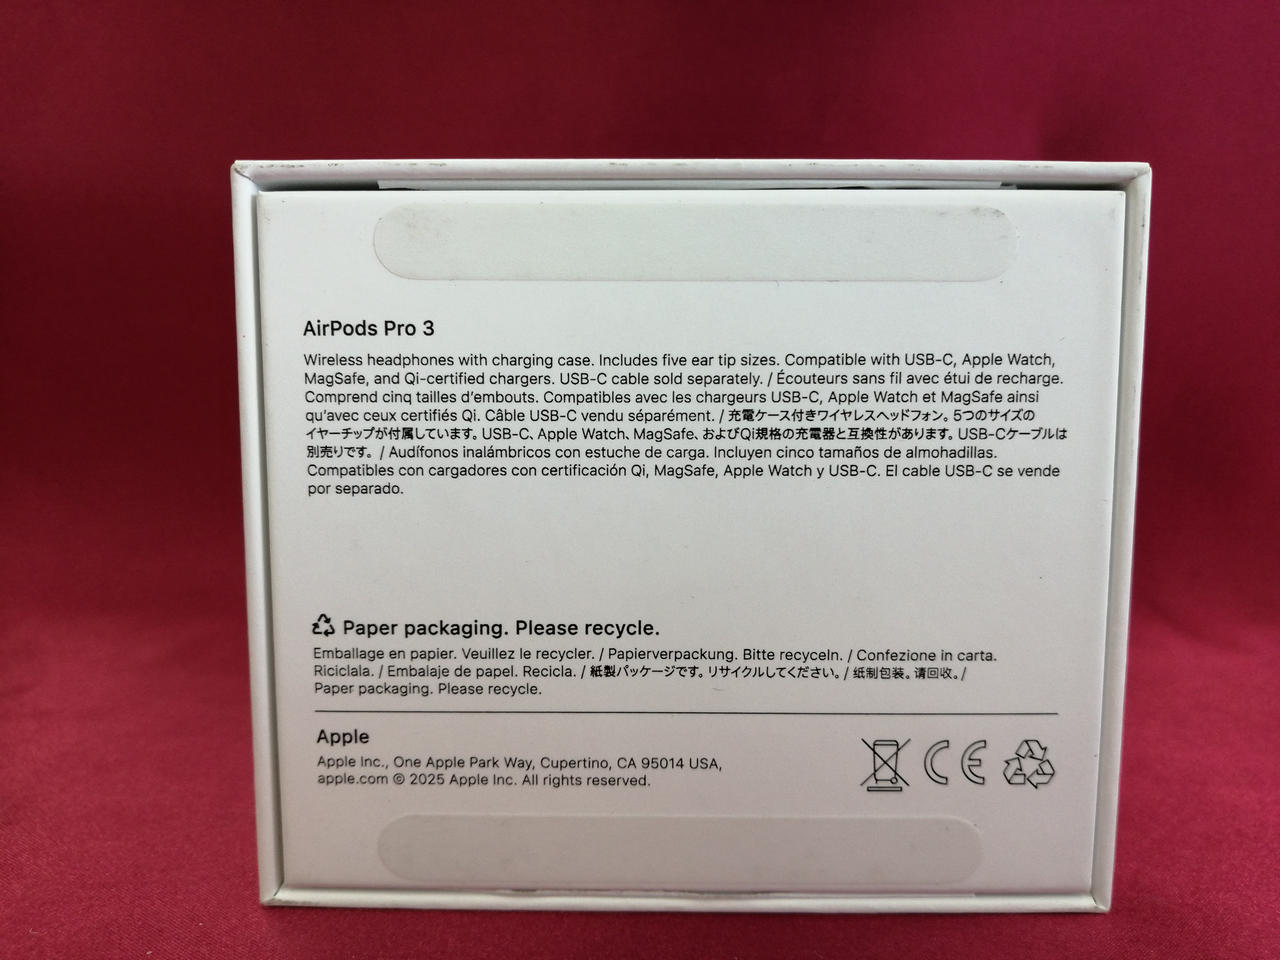 AirPods Pro 3
Wireless headphones with charging case. Includes five ear tip sizes. Compatible with USB-C, Apple Watch,
MagSafe, and Qi-certified chargers. USB-C cable sold separately. / Écouteurs sans fil avec étui de recharge.
Comprend cinq tailles d’embouts. Compatibles avec les chargeurs USB-C, Apple Watch et MagSafe ainsi
qu’avec ceux certifiés Qi. Câble USB-C vendu séparément. / 充電ケース付きワイヤレスヘッドフォン。5つのサイズの
イヤーチップが付属しています。USB-C、Apple Watch、MagSafe、およびQi規格の充電器と互換性があります。USB-Cケーブルは
別売りです。 / Audífonos inalámbricos con estuche de carga. Incluyen cinco tamaños de almohadillas.
Compatibles con cargadores con certificación Qi, MagSafe, Apple Watch y USB-C. El cable USB-C se vende
por separado.
Paper packaging. Please recycle.
Emballage en papier. Veuillez le recycler. / Papierverpackung. Bitte recyceln. / Confezione in carta.
Riciclala. / Embalaje de papel. Recicla. / 紙製パッケージです。リサイクルしてください。/ 纸制包装。请回收。/
Paper packaging. Please recycle.
Apple
Apple Inc., One Apple Park Way, Cupertino, CA 95014 USA,
apple.com © 2025 Apple Inc. All rights reserved.
CE